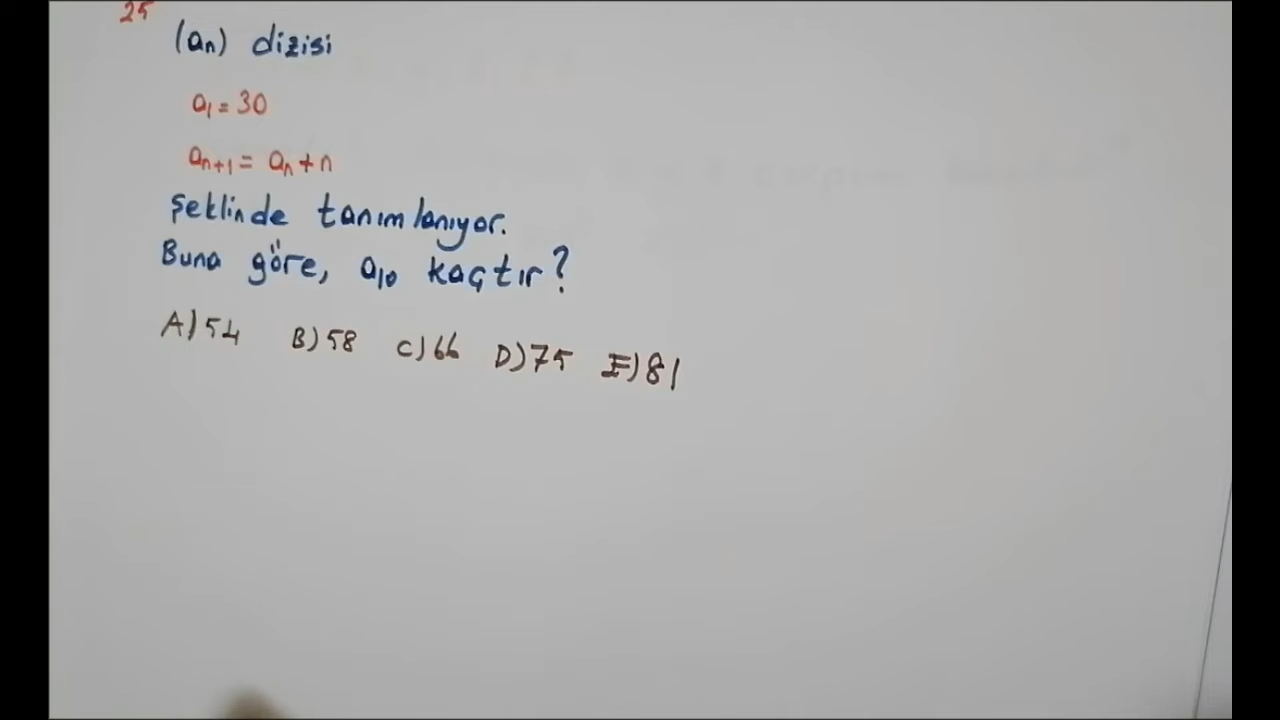 25
(an) dizisi
a1 = 30
an+1 = an + n
şeklinde tanımlanıyor.
Buna göre, a10 kaçtır?
A) 54 B) 58 C) 66 D) 75 E) 81